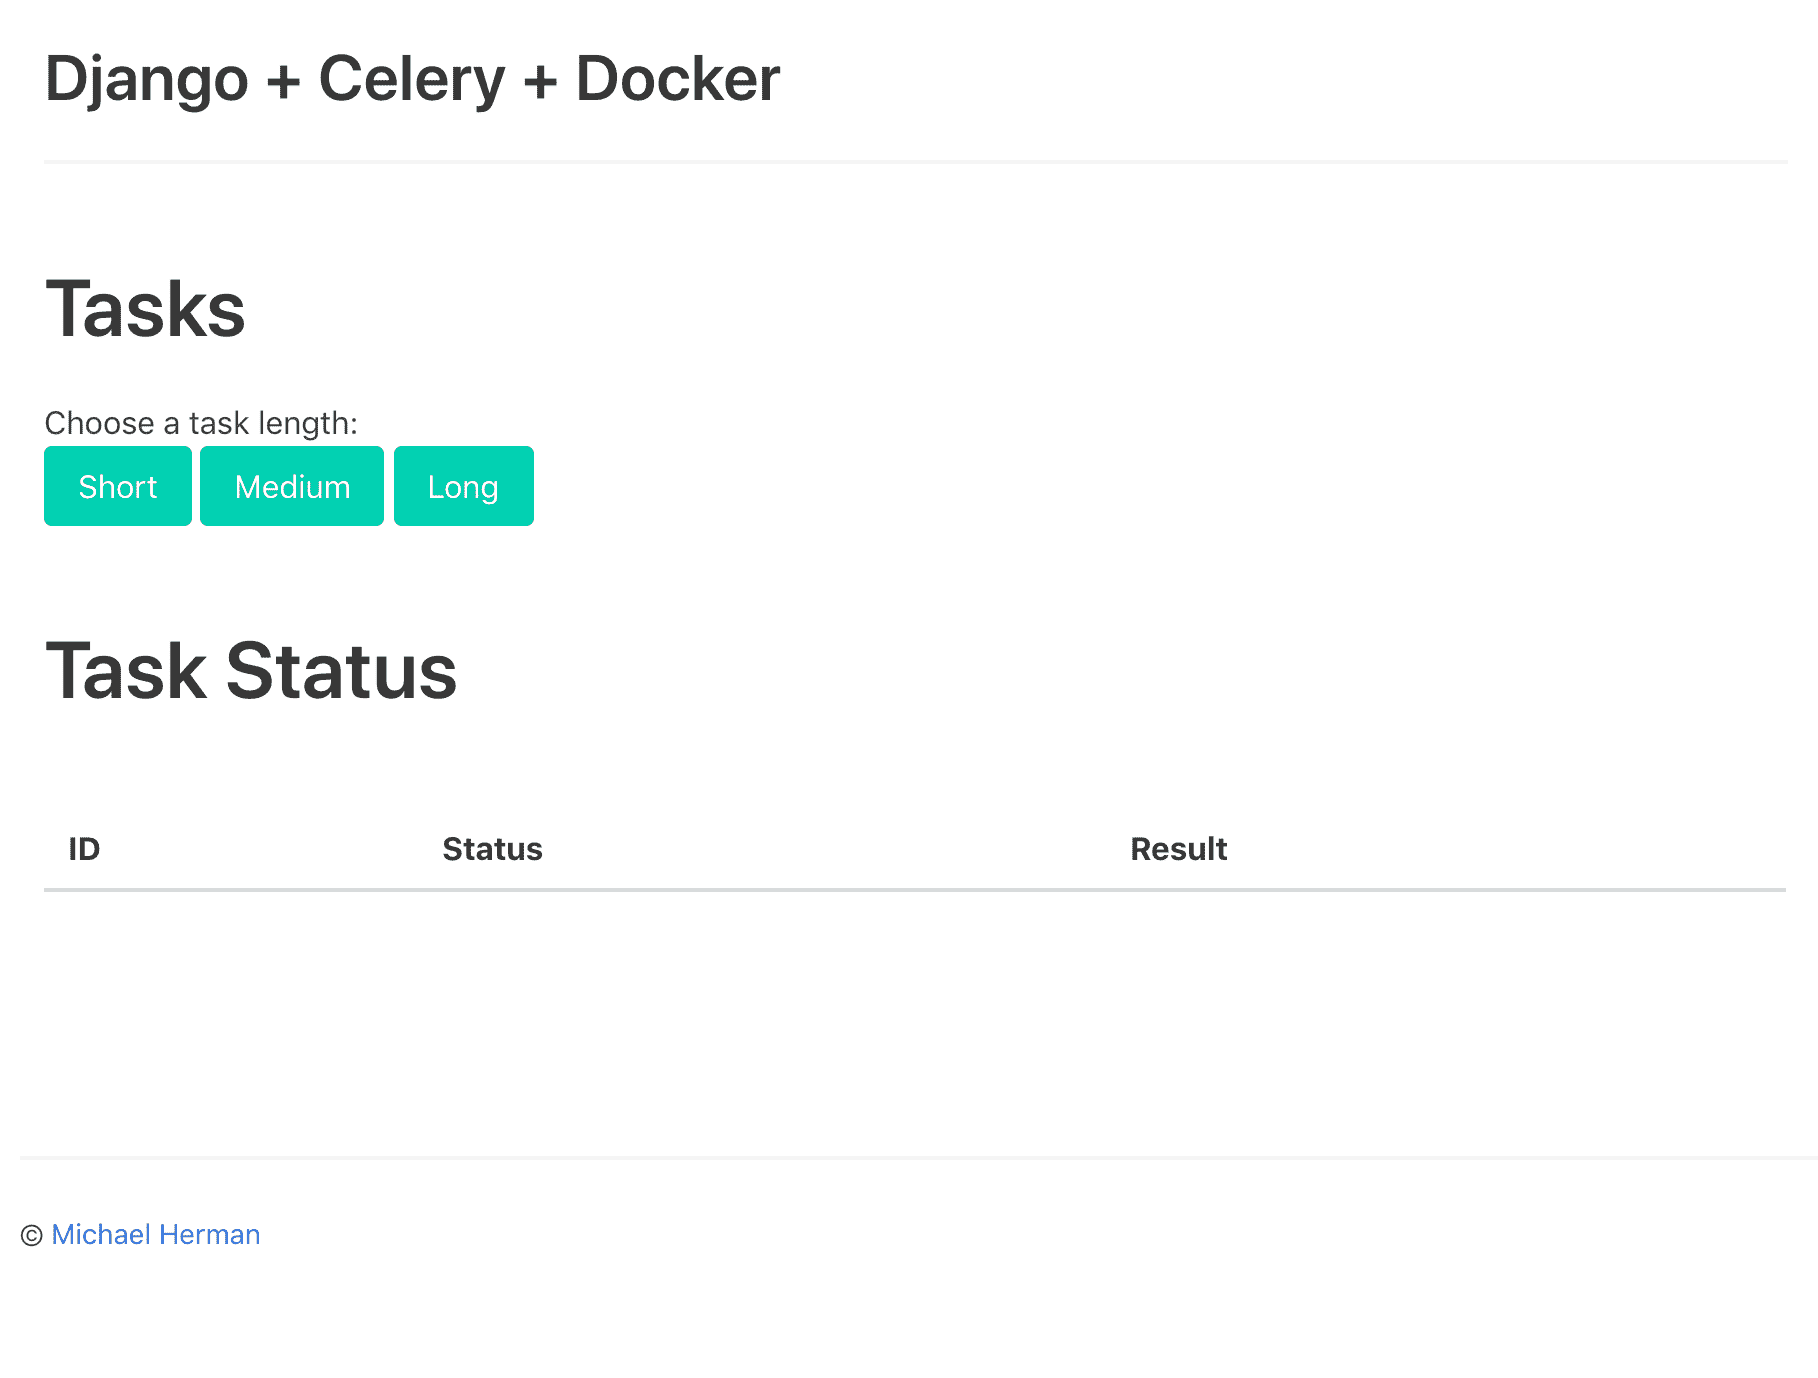 Django + Celery + Docker
Tasks
Choose a task length:
Short Medium Long
Task Status
ID Status Result
© Michael Herman